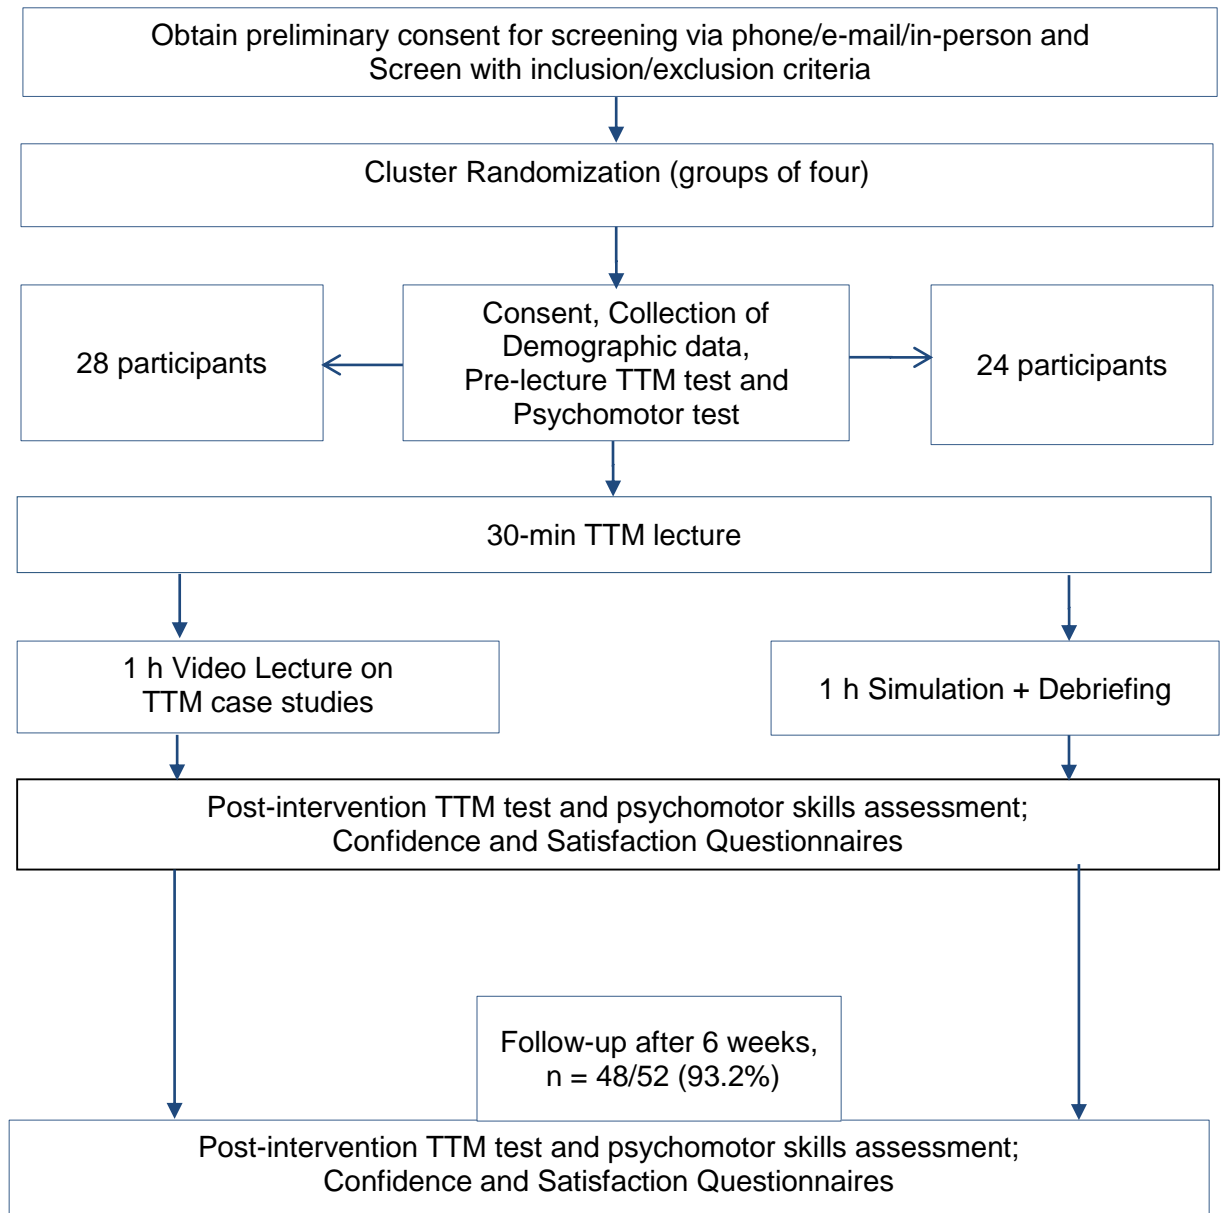 Obtain preliminary consent for screening via phone/e-mail/in-person and
Screen with inclusion/exclusion criteria
Cluster Randomization (groups of four)
28 participants
Consent, Collection of
Demographic data,
Pre-lecture TTM test and
Psychomotor test
24 participants
30-min TTM lecture
1 h Video Lecture on
TTM case studies
1 h Simulation + Debriefing
Post-intervention TTM test and psychomotor skills assessment;
Confidence and Satisfaction Questionnaires
Follow-up after 6 weeks,
n = 48/52 (93.2%)
Post-intervention TTM test and psychomotor skills assessment;
Confidence and Satisfaction Questionnaires